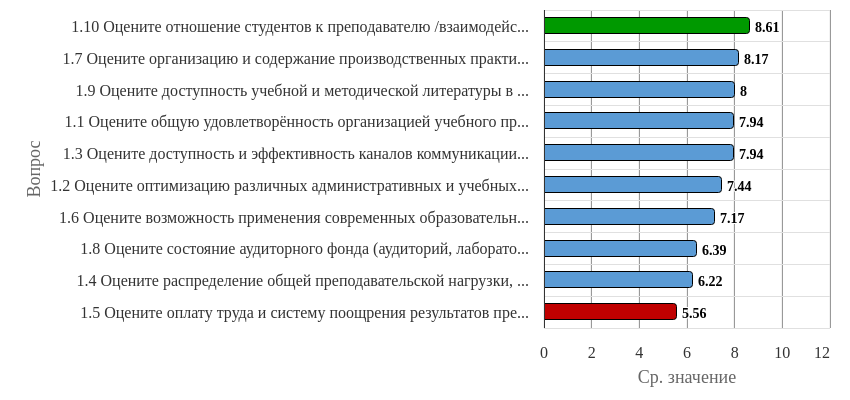 1.10 Оцените отношение студентов к преподавателю /взаимодейс... 8.61
1.7 Оцените организацию и содержание производственных практи... 8.17
1.9 Оцените доступность учебной и методической литературы в ... 8
1.1 Оцените общую удовлетворённость организацией учебного пр... 7.94
1.3 Оцените доступность и эффективность каналов коммуникации... 7.94
1.2 Оцените оптимизацию различных административных и учебных... 7.44
1.6 Оцените возможность применения современных образовательн... 7.17
1.8 Оцените состояние аудиторного фонда (аудиторий, лаборато... 6.39
1.4 Оцените распределение общей преподавательской нагрузки, ... 6.22
1.5 Оцените оплату труда и систему поощрения результатов пре... 5.56
Вопрос
0 2 4 6 8 10 12
Ср. значение